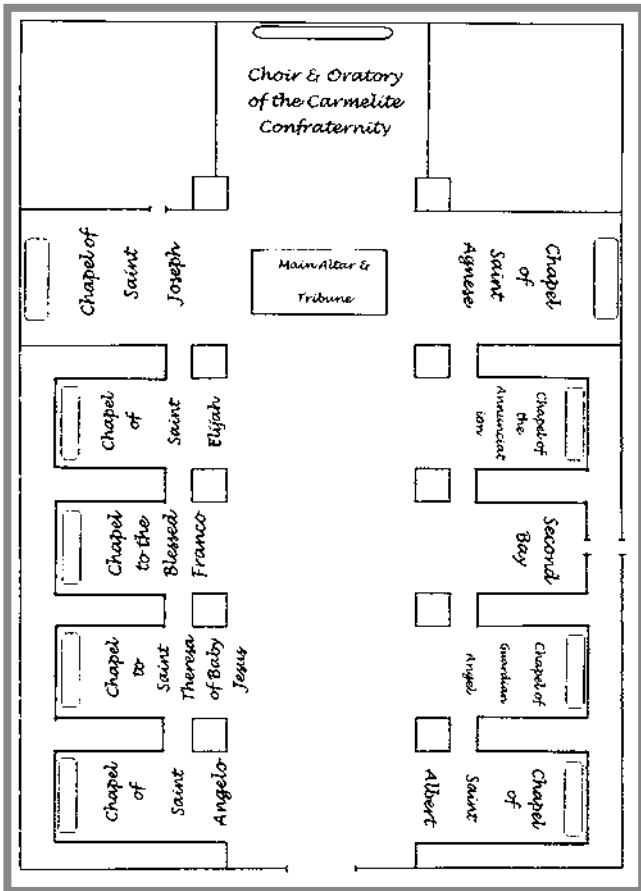 Choir & Oratory
of the Carmelite
Confraternity
Main Altar &
Tribune
Chapel of
Saint
Joseph
Chapel
of
Saint
Agnese
Chapel
of
Saint
Elijah
Chapel of
the
Annunciat
ion
Chapel
to the
Blessed
Franco
Second
Bay
Chapel
to
Saint
Theresa
of Baby
Jesus
Chapel of
Guardian
Angel
Chapel
of
Saint
Angelo
Chapel
of
Saint
Albert